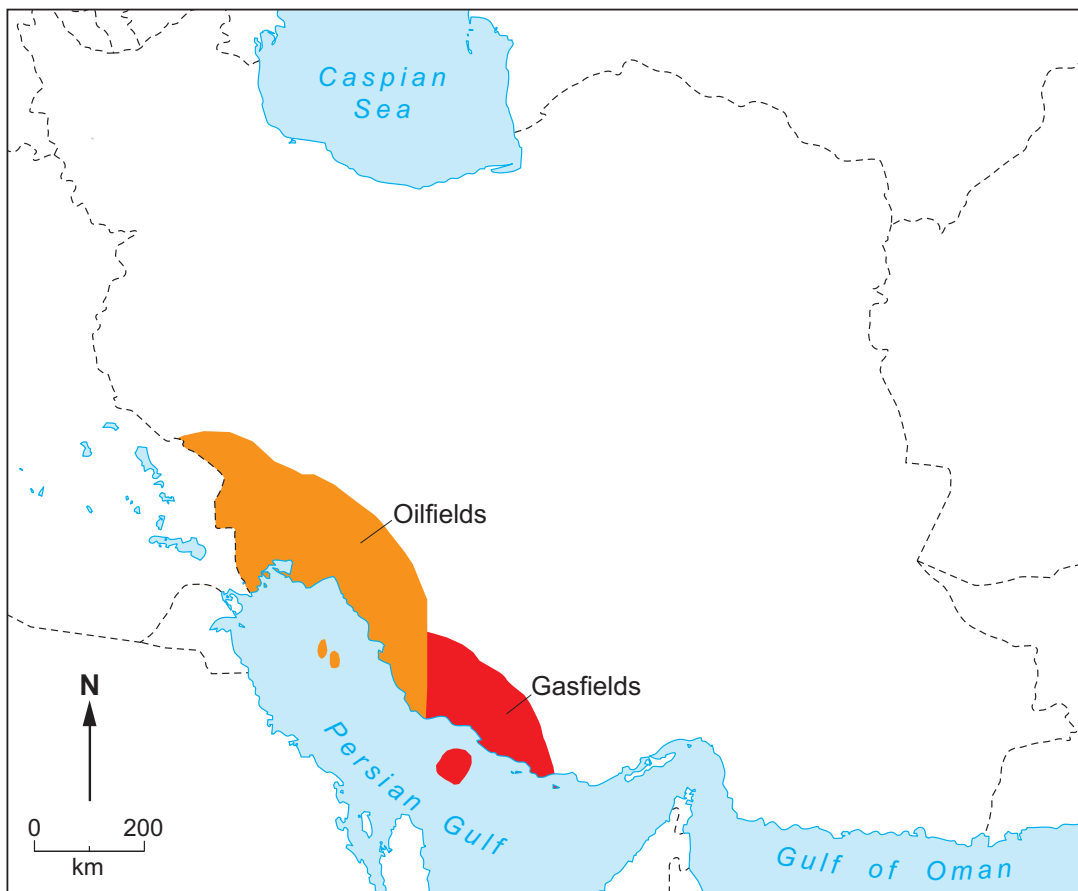 Caspian
Sea
Oilfields
Gasfields
N
Persian Gulf
0 200
km
Gulf of Oman